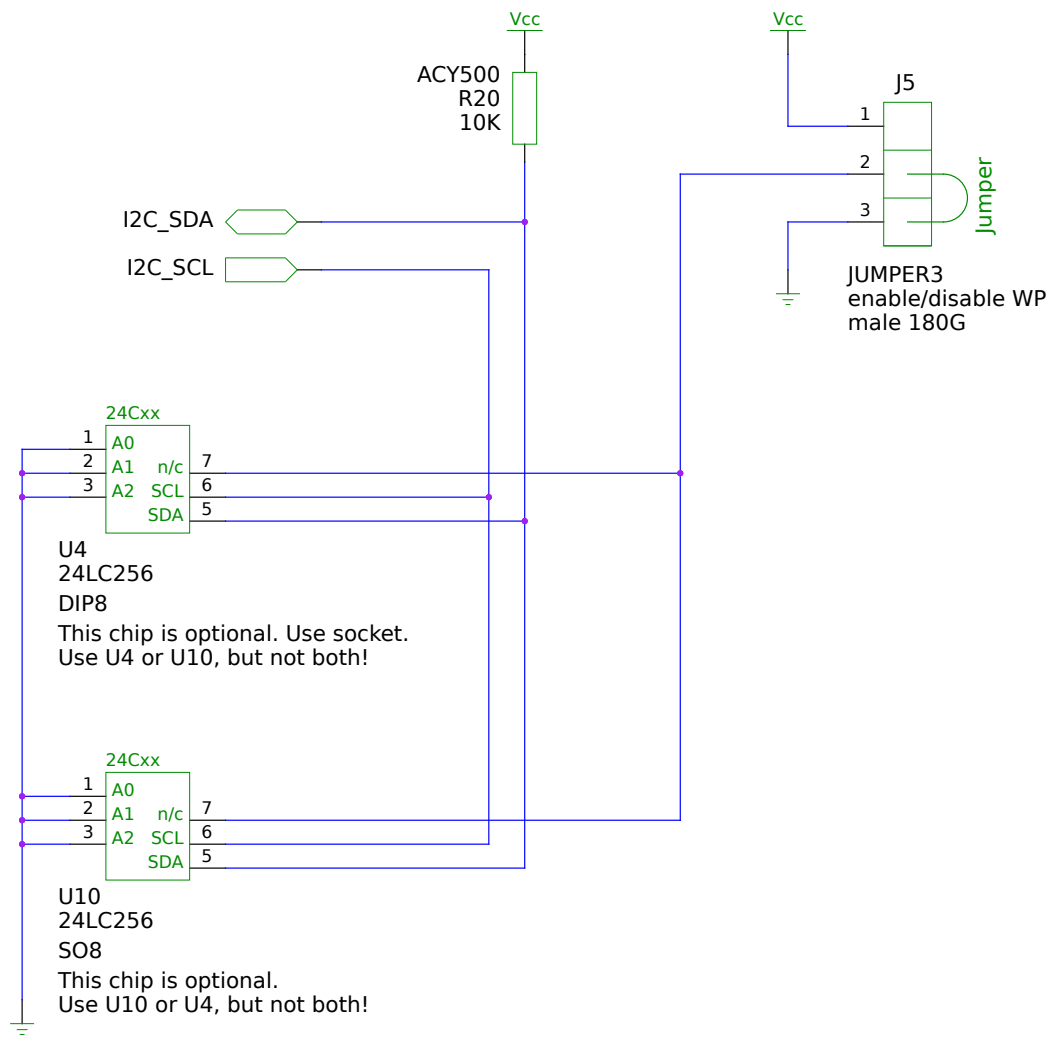 Vcc
ACY500
R20
10K
Vcc
J5
1
2
3
Jumper
JUMPER3
enable/disable WP
male 180G
I2C_SDA
I2C_SCL
24Cxx
1 A0
2 A1 n/c 7
3 A2 SCL 6
SDA 5
U4
24LC256
DIP8
This chip is optional. Use socket.
Use U4 or U10, but not both!
24Cxx
1 A0
2 A1 n/c 7
3 A2 SCL 6
SDA 5
U10
24LC256
SO8
This chip is optional.
Use U10 or U4, but not both!